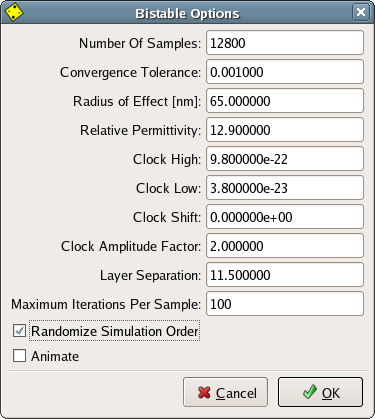 Bistable Options
Number Of Samples: 12800
Convergence Tolerance: 0.001000
Radius of Effect [nm]: 65.000000
Relative Permittivity: 12.900000
Clock High: 9.800000e-22
Clock Low: 3.800000e-23
Clock Shift: 0.000000e+00
Clock Amplitude Factor: 2.000000
Layer Separation: 11.500000
Maximum Iterations Per Sample: 100
Randomize Simulation Order
Animate
Cancel OK